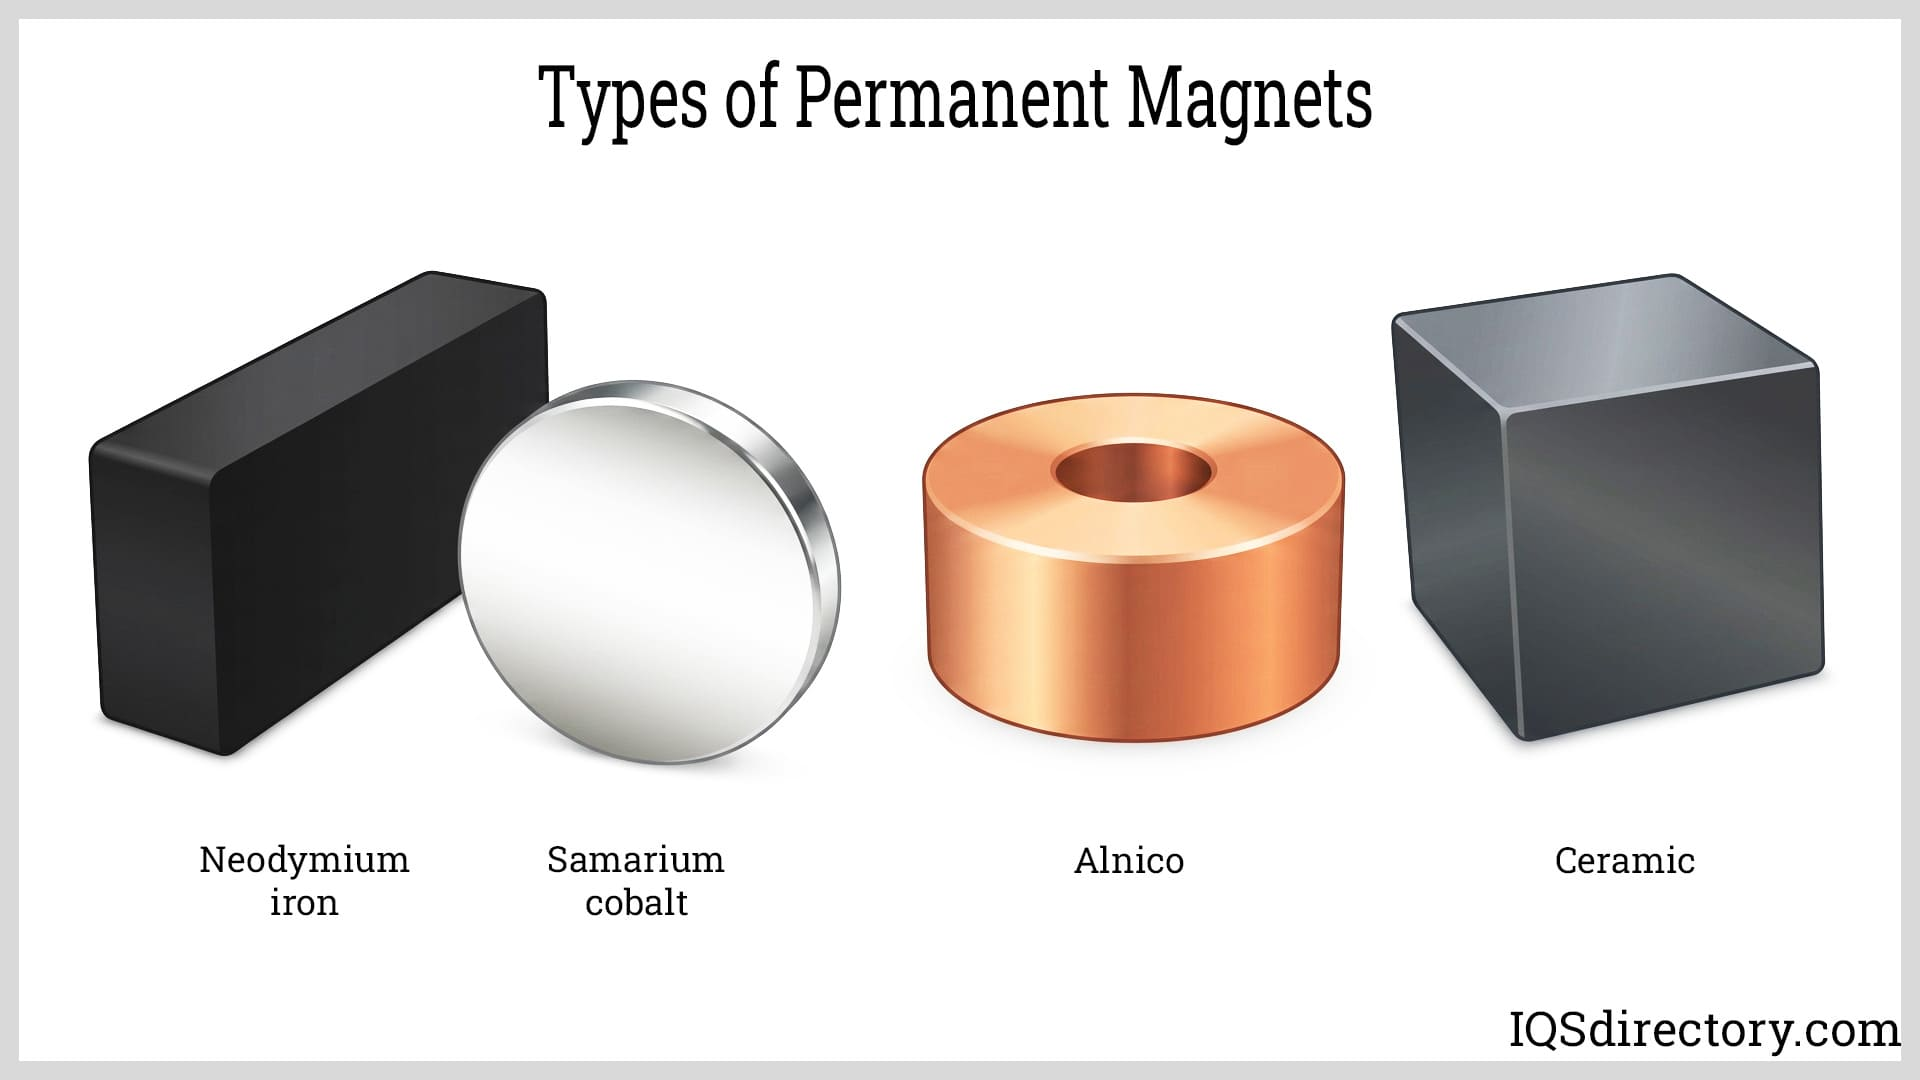 Types of Permanent Magnets
Neodymium
iron
Samarium
cobalt
Alnico
Ceramic
IQSdirectory.com